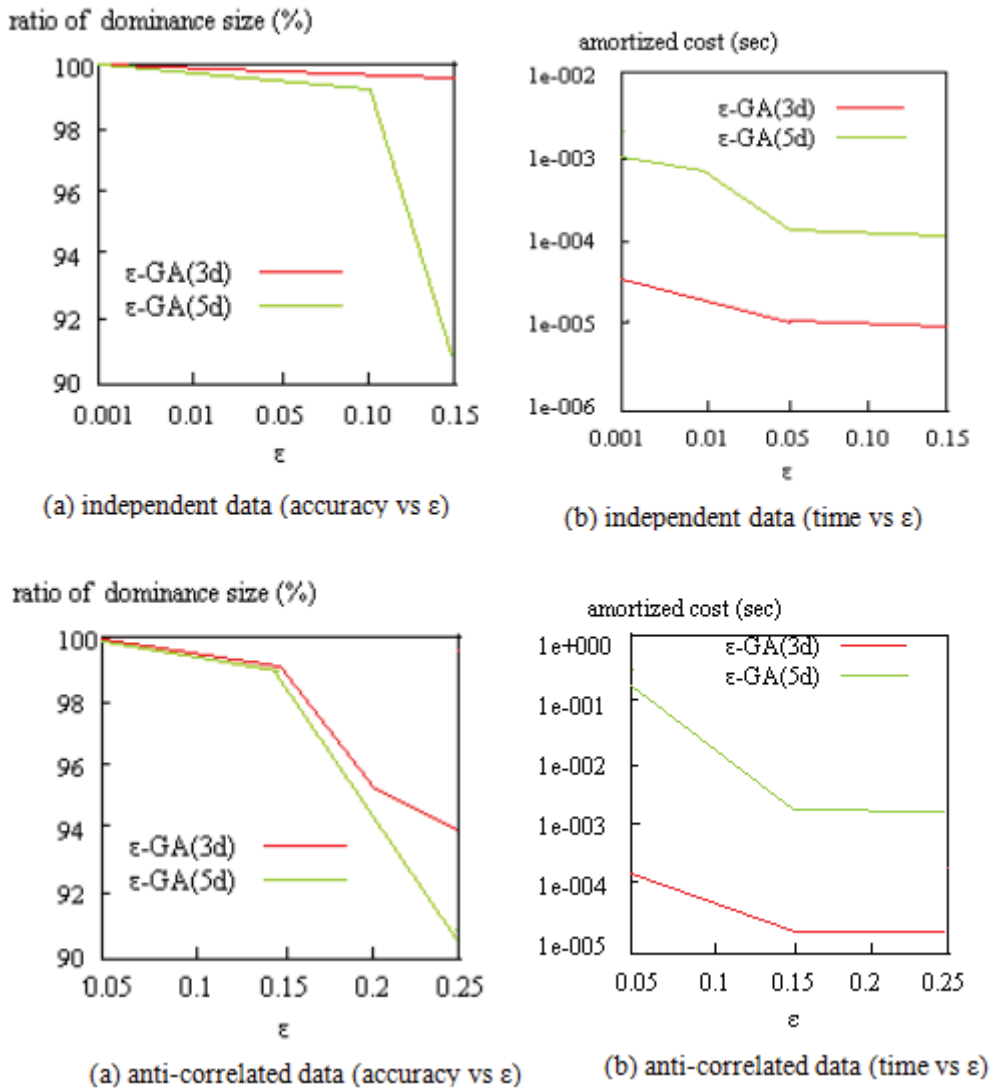 ratio of dominance size (%)
100
98
96
94
92
90
ε-GA(3d)
ε-GA(5d)
0.001 0.01 0.05 0.10 0.15
ε
(a) independent data (accuracy vs ε)
amortized cost (sec)
1e-002
1e-003
1e-004
1e-005
1e-006
ε-GA(3d)
ε-GA(5d)
0.001 0.01 0.05 0.10 0.15
ε
(b) independent data (time vs ε)
ratio of dominance size (%)
100
98
96
94
92
90
ε-GA(3d)
ε-GA(5d)
0.05 0.1 0.15 0.2 0.25
ε
(a) anti-correlated data (accuracy vs ε)
amortized cost (sec)
1e+000
1e-001
1e-002
1e-003
1e-004
1e-005
ε-GA(3d)
ε-GA(5d)
0.05 0.1 0.15 0.2 0.25
ε
(b) anti-correlated data (time vs ε)